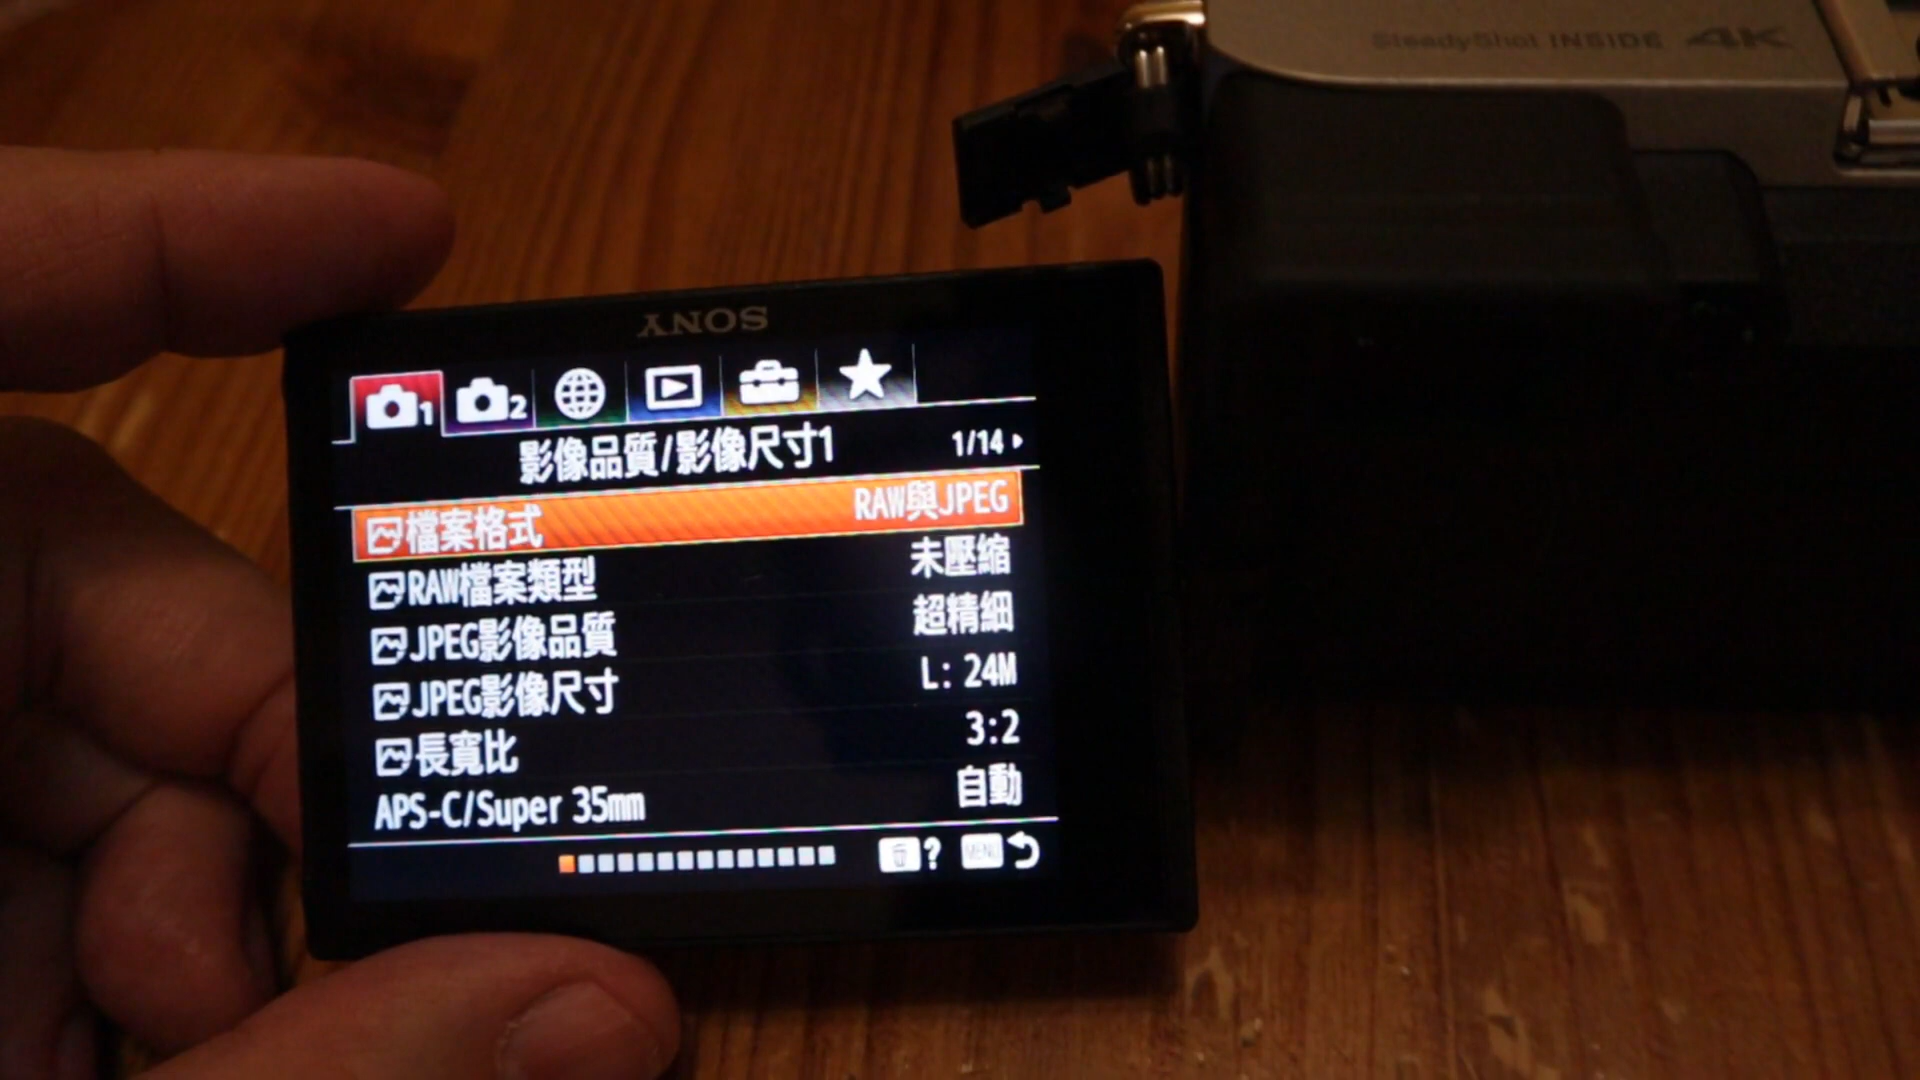 SteadyShot INSIDE 4K
SONY
1 2
影像品質/影像尺寸1 1/14
檔案格式 RAW與JPEG
RAW檔案類型 未壓縮
JPEG影像品質 超精細
JPEG影像尺寸 L: 24M
長寬比 3:2
APS-C/Super 35mm 自動
? MENU